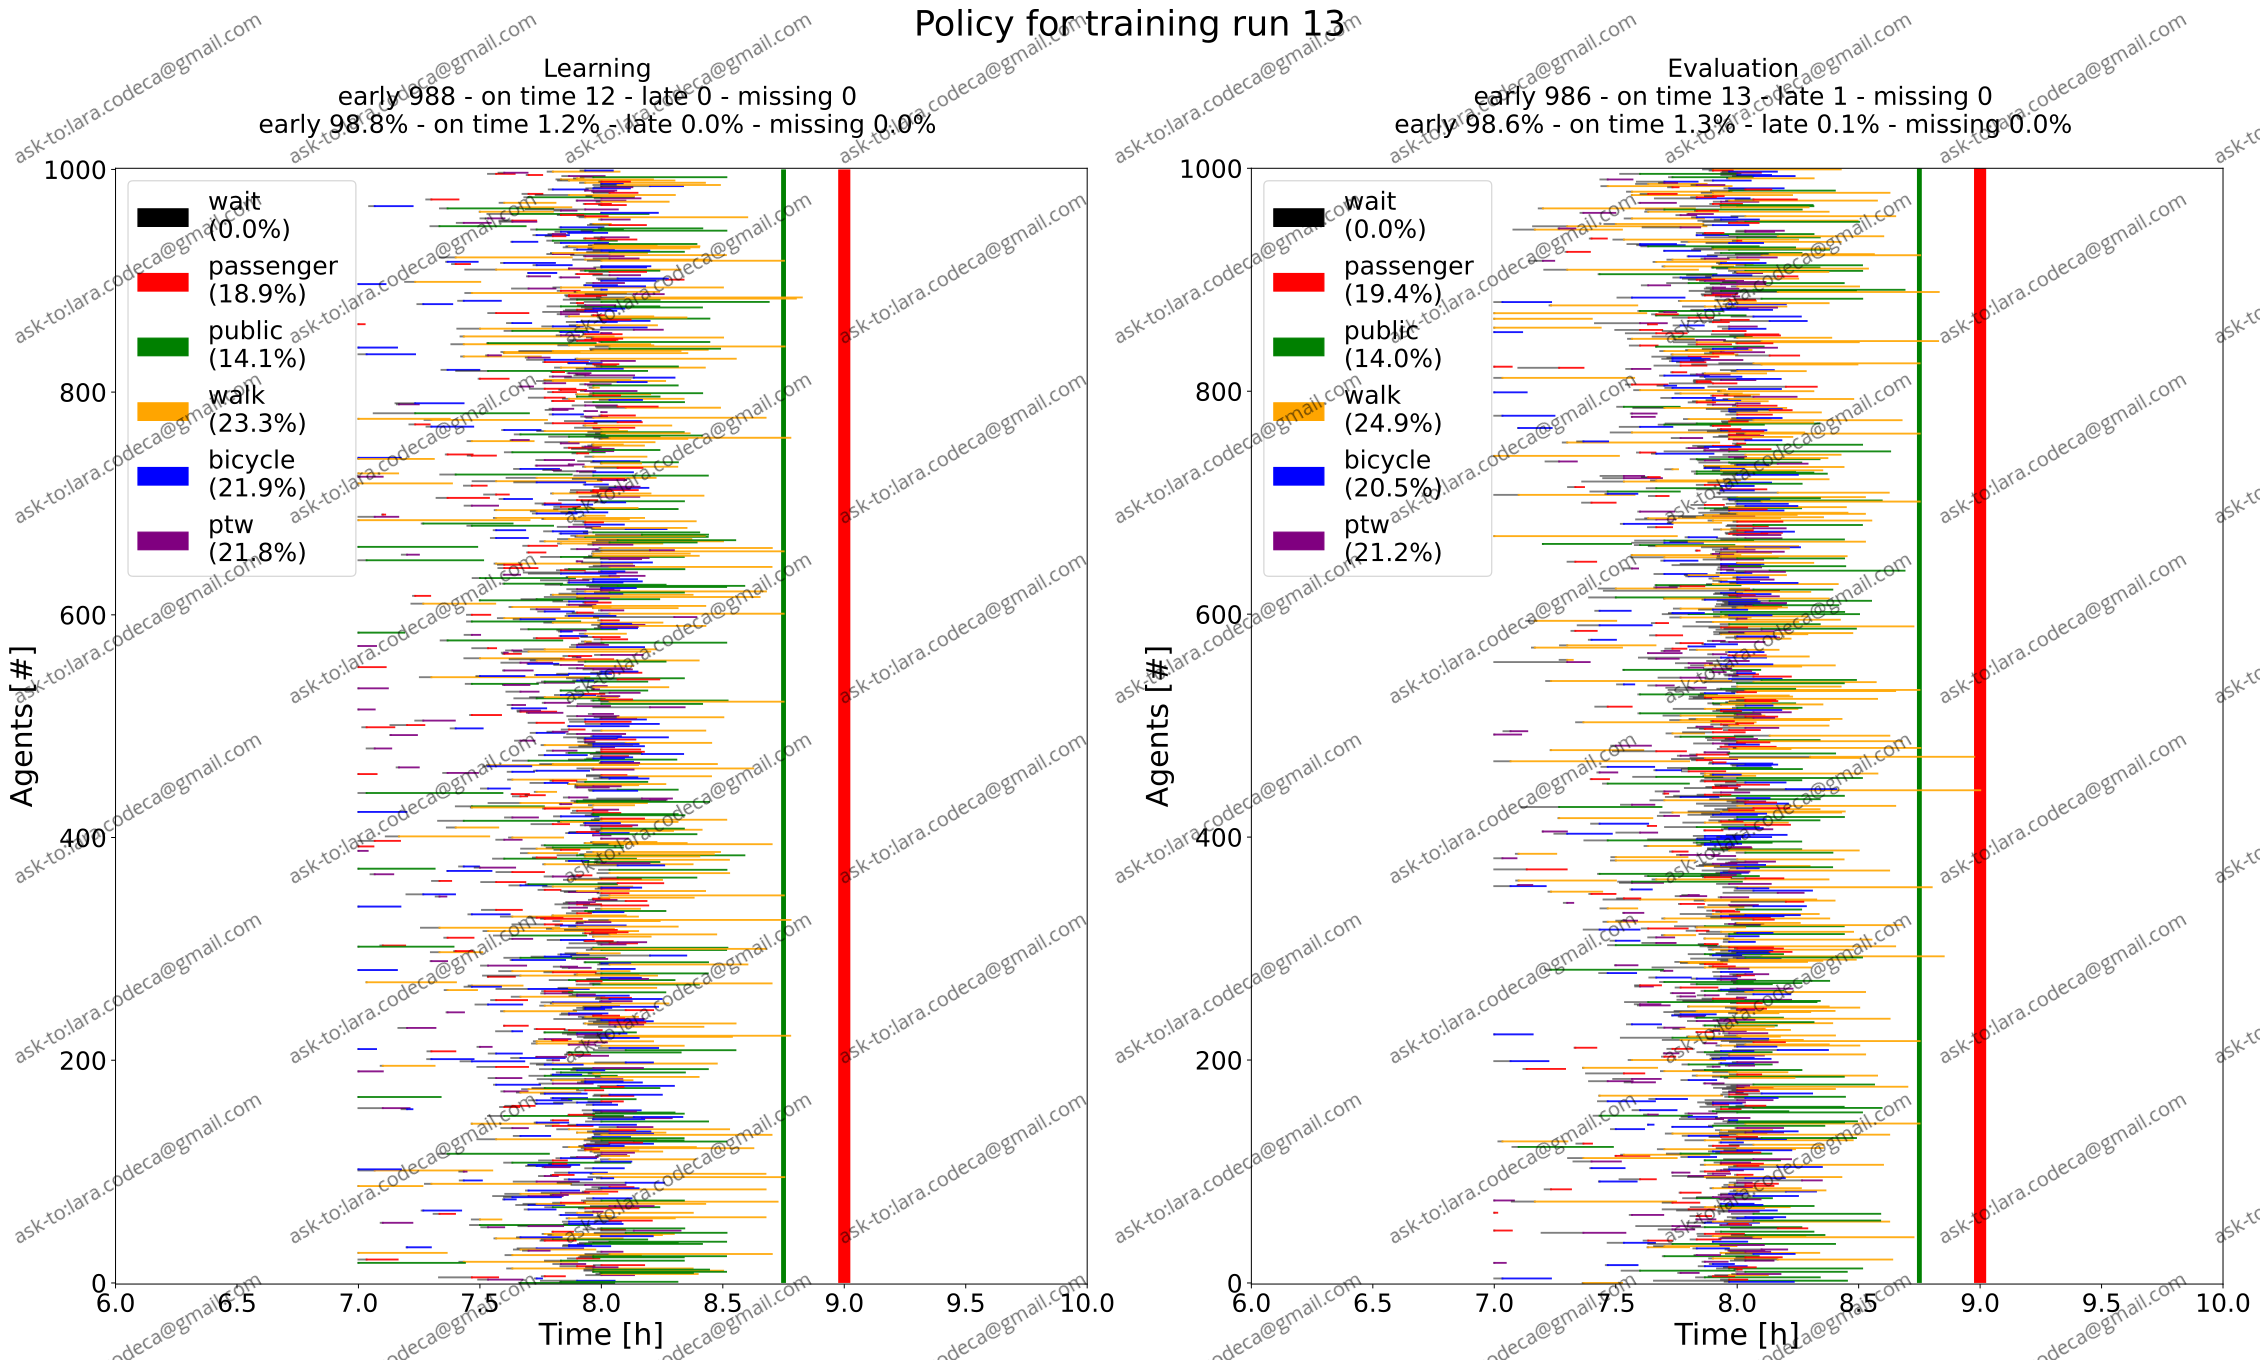 Policy for training run 13
Learning
early 988 - on time 12 - late 0 - missing 0
early 98.8% - on time 1.2% - late 0.0% - missing 0.0%
1000
800
600
400
200
0
Agents [#]
wait
(0.0%)
passenger
(18.9%)
public
(14.1%)
walk
(23.3%)
bicycle
(21.9%)
ptw
(21.8%)
6.0 6.5 7.0 7.5 8.0 8.5 9.0 9.5 10.0
Time [h]
Evaluation
early 986 - on time 13 - late 1 - missing 0
early 98.6% - on time 1.3% - late 0.1% - missing 0.0%
1000
800
600
400
200
0
Agents [#]
wait
(0.0%)
passenger
(19.4%)
public
(14.0%)
walk
(24.9%)
bicycle
(20.5%)
ptw
(21.2%)
6.0 6.5 7.0 7.5 8.0 8.5 9.0 9.5 10.0
Time [h]
ask-to:lara.codeca@gmail.com